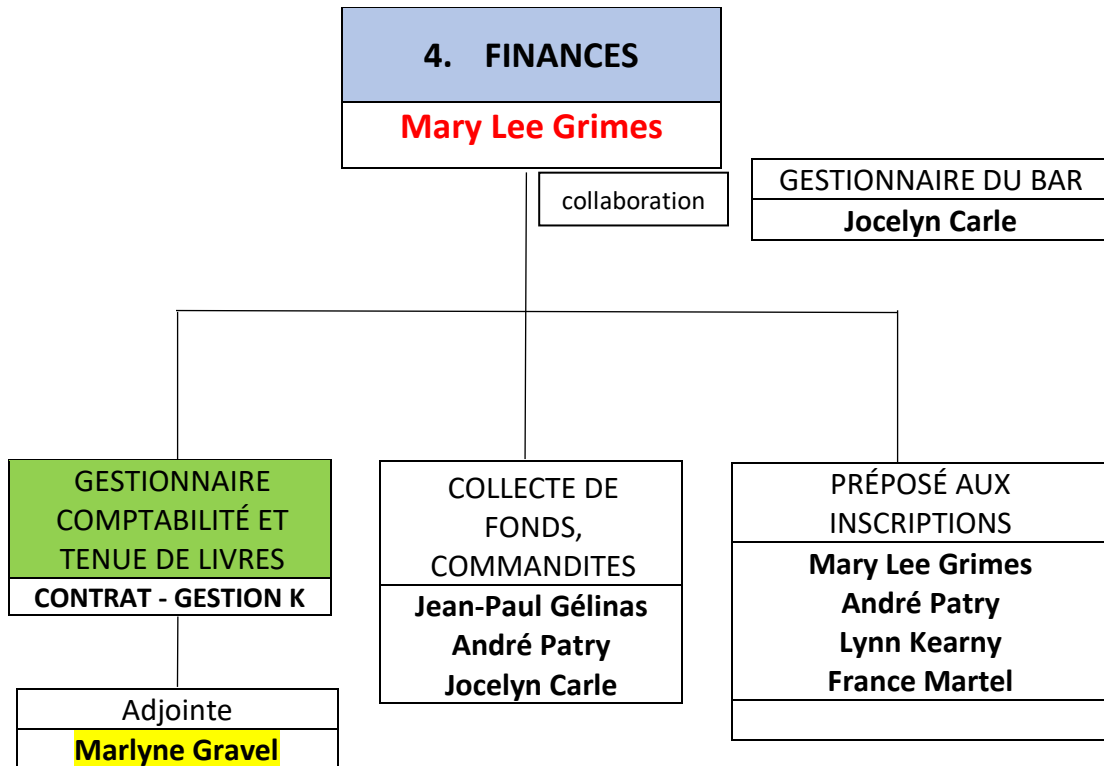 4. FINANCES
Mary Lee Grimes
collaboration
GESTIONNAIRE DU BAR
Jocelyn Carle
GESTIONNAIRE
COMPTABILITÉ ET
TENUE DE LIVRES
CONTRAT - GESTION K
Adjointe
Marlyne Gravel
COLLECTE DE
FONDS,
COMMANDITES
Jean-Paul Gélinas
André Patry
Jocelyn Carle
PRÉPOSÉ AUX
INSCRIPTIONS
Mary Lee Grimes
André Patry
Lynn Kearny
France Martel